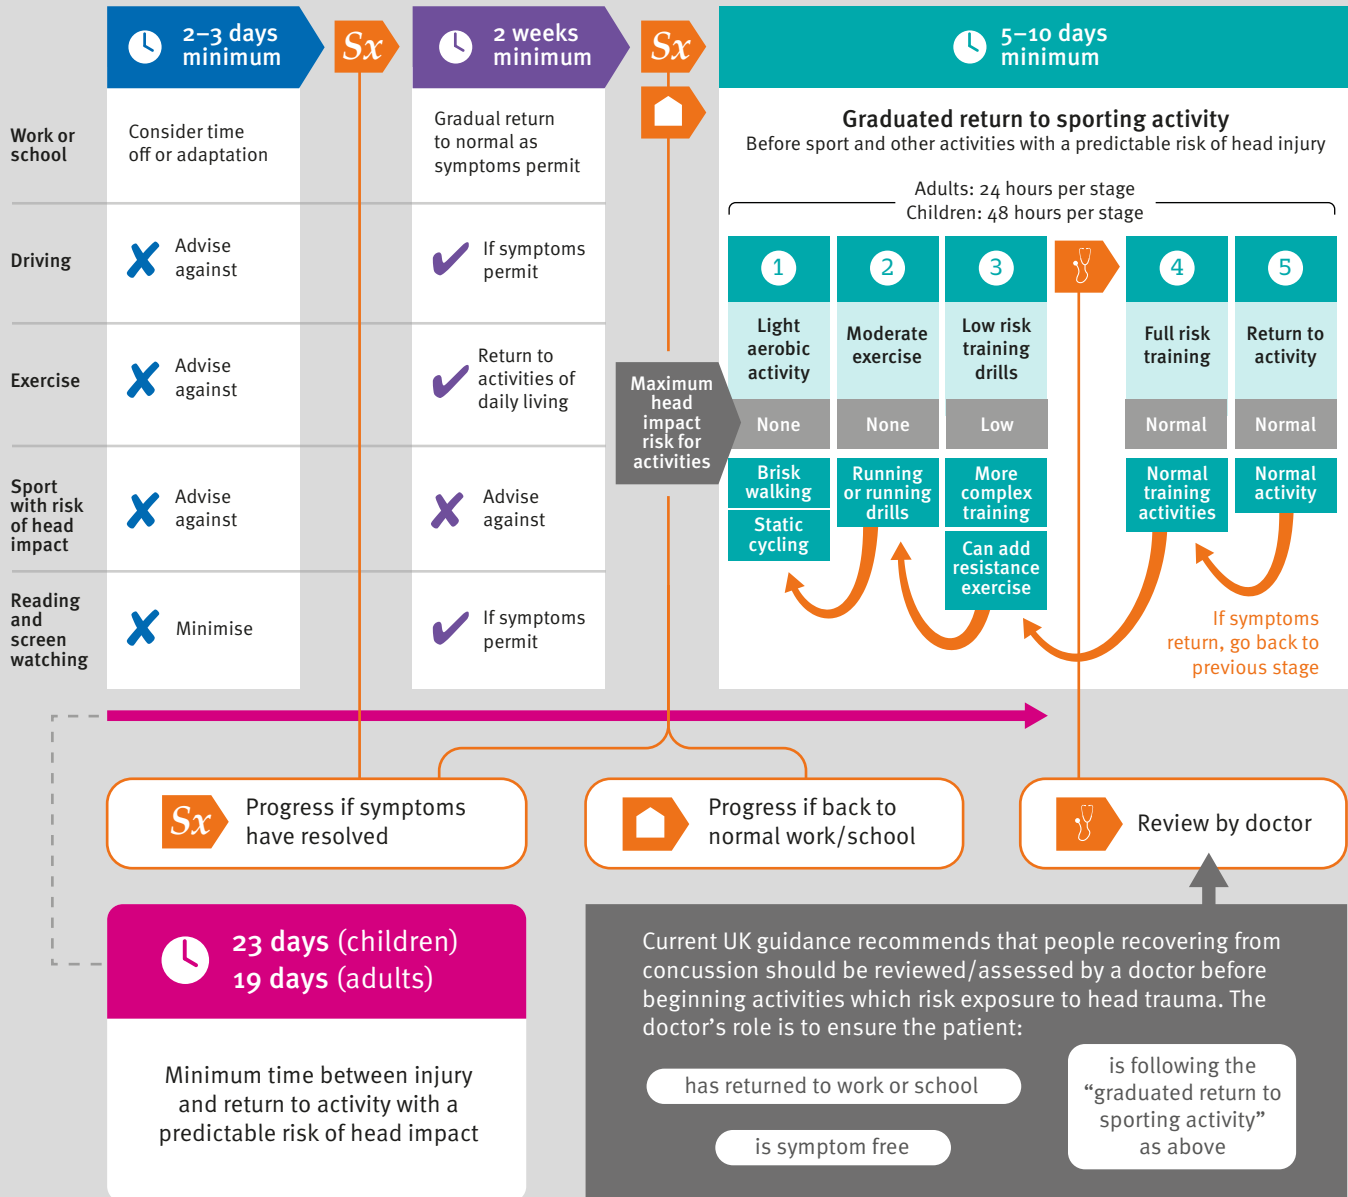 2–3 days
minimum
Sx
2 weeks
minimum
Sx
5–10 days
minimum
Work or
school
Consider time
off or adaptation
Gradual return
to normal as
symptoms permit
Graduated return to sporting activity
Before sport and other activities with a predictable risk of head injury
Adults: 24 hours per stage
Children: 48 hours per stage
Driving
Advise
against
If symptoms
permit
Exercise
Advise
against
Return to
activities of
daily living
Sport
with risk
of head
impact
Advise
against
Advise
against
Reading
and
screen
watching
Minimise
If symptoms
permit
Maximum
head
impact
risk for
activities
1
Light
aerobic
activity
None
Brisk
walking
Static
cycling
2
Moderate
exercise
None
Running
or running
drills
3
Low risk
training
drills
Low
More
complex
training
Can add
resistance
exercise
4
Full risk
training
Normal
Normal
training
activities
5
Return to
activity
Normal
Normal
activity
If symptoms
return, go back to
previous stage
Sx
Progress if symptoms
have resolved
Progress if back to
normal work/school
Review by doctor
23 days (children)
19 days (adults)
Minimum time between injury
and return to activity with a
predictable risk of head impact
Current UK guidance recommends that people recovering from
concussion should be reviewed/assessed by a doctor before
beginning activities which risk exposure to head trauma. The
doctor's role is to ensure the patient:
has returned to work or school
is symptom free
is following the
“graduated return to
sporting activity”
as above